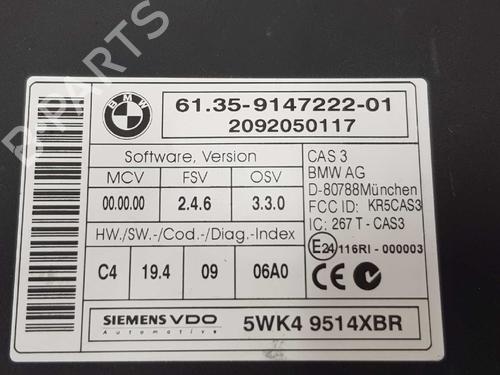 B-PARTS
BMW
61.35-9147222-01
2092050117
Software, Version
MCV FSV OSV
00.00.00 2.4.6 3.3.0
HW./SW.-/Cod.-/Diag.-Index
C4 19.4 09 06A0
CAS 3
BMW AG
D-80788München
FCC ID: KR5CAS3
IC: 267 T - CAS3
E24 116RI - 000003
CE
SIEMENS VDO
Automotive
5WK4 9514XBR